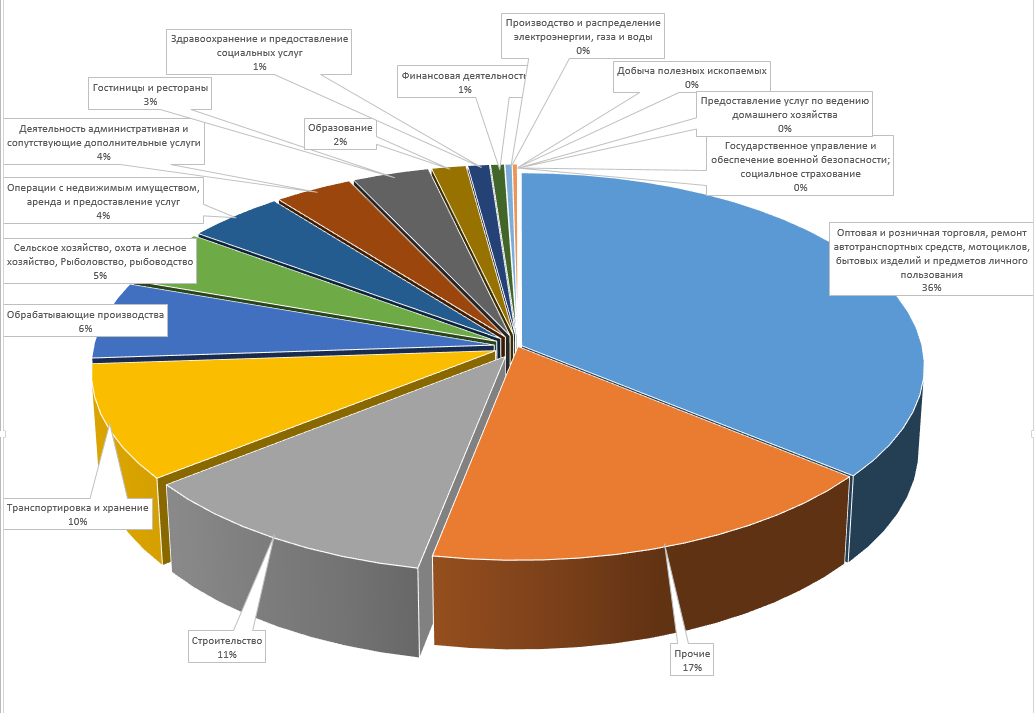 Производство и распределение
электроэнергии, газа и воды
0%
Здравоохранение и предоставление
социальных услуг
1%
Финансовая деятельность
1%
Добыча полезных ископаемых
0%
Гостиницы и рестораны
3%
Предоставление услуг по ведению
домашнего хозяйства
0%
Деятельность административная и
сопутствующие дополнительные услуги
4%
Образование
2%
Государственное управление и
обеспечение военной безопасности;
социальное страхование
0%
Операции с недвижимым имуществом,
аренда и предоставление услуг
4%
Оптовая и розничная торговля, ремонт
автотранспортных средств, мотоциклов,
бытовых изделий и предметов личного
пользования
36%
Сельское хозяйство, охота и лесное
хозяйство, Рыболовство, рыбоводство
5%
Обрабатывающие производства
6%
Транспортировка и хранение
10%
Строительство
11%
Прочие
17%